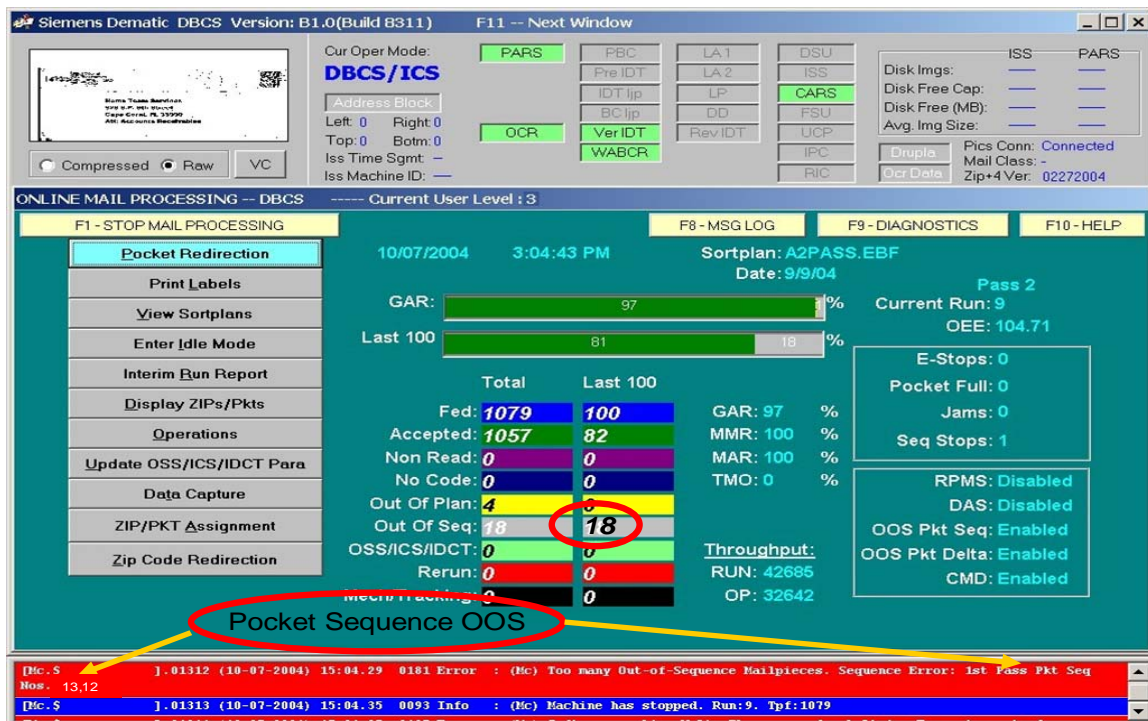 Siemens Dematic DBCS Version: B1.0(Build 8311) F11 -- Next Window
Cur Oper Mode:
DBCS/ICS
Address Block
Left: 0 Right: 0
Top: 0 Botm: 0
Iss Time Sgmt: –
Iss Machine ID: —
Compressed Raw VC
PARS
OCR
PBC
Pre IDT
IDT Ijp
BC Ijp
Ver IDT
WABCR
LA 1
LA 2
LP
DD
Rev IDT
DSU
ISS
CARS
FSU
UCP
IPC
RIC
ISS PARS
Disk Imgs: — —
Disk Free Cap: — —
Disk Free (MB): — —
Avg. Img Size: — —
Drupla
Ocr Data
Pics Conn: Connected
Mail Class: -
Zip+4 Ver: 02272004
ONLINE MAIL PROCESSING -- DBCS ----- Current User Level : 3
F1 - STOP MAIL PROCESSING F8 - MSG LOG F9 - DIAGNOSTICS F10 - HELP
Pocket Redirection
Print Labels
View Sortplans
Enter Idle Mode
Interim Run Report
Display ZIPs/Pkts
Operations
Update OSS/ICS/IDCT Para
Data Capture
ZIP/PKT Assignment
Zip Code Redirection
10/07/2004 3:04:43 PM Sortplan: A2PASS.EBF
Date: 9/9/04
Pass 2
GAR: 97 %
Current Run: 9
OEE: 104.71
Last 100 81 18 %
Total Last 100
Fed: 1079 100
Accepted: 1057 82
Non Read: 0 0
No Code: 0 0
Out Of Plan: 4 0
Out Of Seq: 18 18
OSS/ICS/IDCT: 0 0
Rerun: 0 0
Mech/Tracking: 0 0
GAR: 97 %
MMR: 100 %
MAR: 100 %
TMO: 0 %
Throughput:
RUN: 42685
OP: 32642
E-Stops: 0
Pocket Full: 0
Jams: 0
Seq Stops: 1
RPMS: Disabled
DAS: Disabled
OOS Pkt Seq: Enabled
OOS Pkt Delta: Enabled
CMD: Enabled
Pocket Sequence OOS
[Mc.S ].01312 (10-07-2004) 15:04.29 0181 Error : (Mc) Too many Out-of-Sequence Mailpieces. Sequence Error: 1st Pass Pkt Seq
Nos. 13,12
[Mc.S ].01313 (10-07-2004) 15:04.35 0093 Info : (Mc) Machine has stopped. Run:9. Tpf:1079